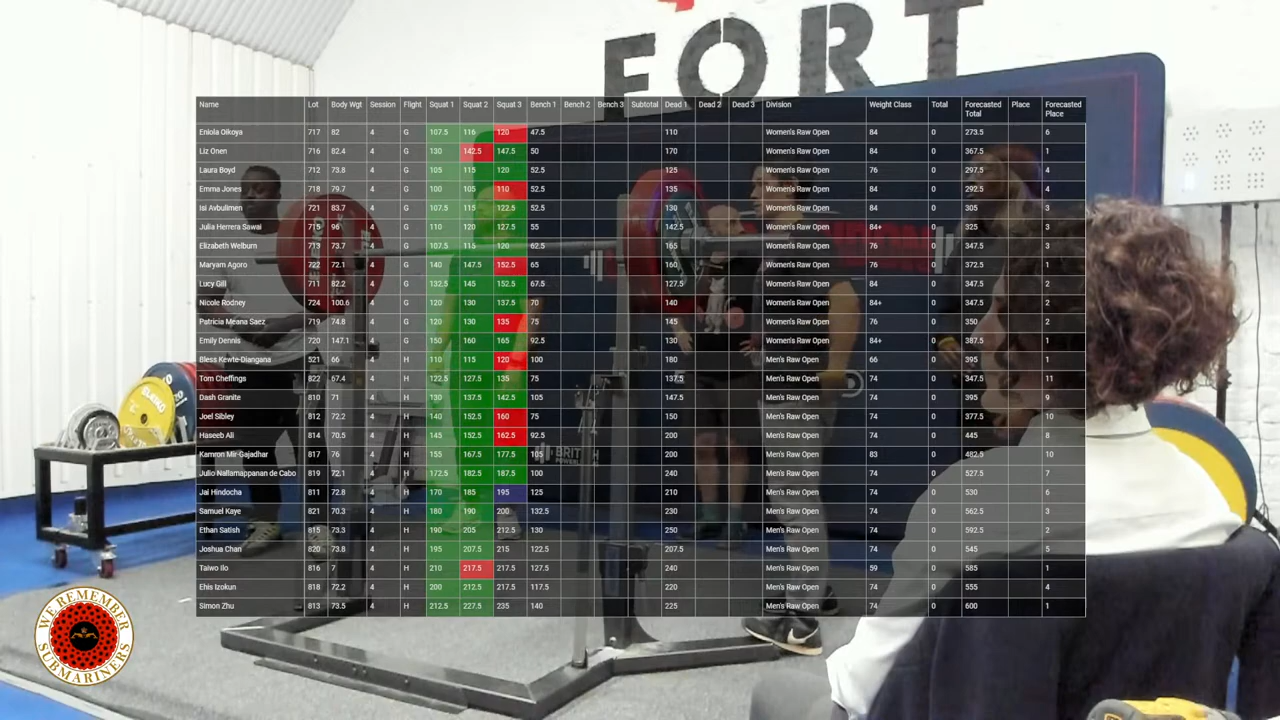 FORT
Name Lot Body Wgt Session Flight Squat 1 Squat 2 Squat 3 Bench 1 Bench 2 Bench 3 Subtotal Dead 1 Dead 2 Dead 3 Division Weight Class Total Forecasted Total Place Forecasted Place
Eniola Oikoya 717 82 4 G 107.5 116 120 47.5 110 Women's Raw Open 84 0 273.5 6
Liz Onen 716 82.4 4 G 130 142.5 147.5 50 170 Women's Raw Open 84 0 367.5 1
Laura Boyd 712 73.8 4 G 105 115 120 52.5 125 Women's Raw Open 76 0 297.5 4
Emma Jones 718 79.7 4 G 100 105 110 52.5 135 Women's Raw Open 84 0 292.5 4
Isi Avbulimen 721 83.7 4 G 107.5 115 122.5 52.5 130 Women's Raw Open 84 0 305 3
Julia Herrera Sawai 715 96 4 G 110 120 127.5 55 142.5 Women's Raw Open 84+ 0 325 3
Elizabeth Welburn 713 73.7 4 G 107.5 115 120 62.5 165 Women's Raw Open 76 0 347.5 3
Maryam Agoro 722 72.1 4 G 140 147.5 152.5 65 160 Women's Raw Open 76 0 372.5 1
Lucy Gill 711 82.2 4 G 132.5 145 152.5 67.5 127.5 Women's Raw Open 84 0 347.5 2
Nicole Rodney 724 100.6 4 G 120 130 137.5 70 140 Women's Raw Open 84+ 0 347.5 2
Patricia Meana Saez 719 74.8 4 G 120 130 135 75 145 Women's Raw Open 76 0 350 2
Emily Dennis 720 147.1 4 G 150 160 165 92.5 130 Women's Raw Open 84+ 0 387.5 1
Bless Kewte-Diangana 521 66 4 H 110 115 120 100 180 Men's Raw Open 66 0 395 1
Tom Cheffings 822 67.4 4 H 122.5 127.5 135 75 137.5 Men's Raw Open 74 0 347.5 11
Dash Granite 810 71 4 H 130 137.5 142.5 105 147.5 Men's Raw Open 74 0 395 9
Joel Sibley 812 72.2 4 H 140 152.5 160 75 150 Men's Raw Open 74 0 377.5 10
Haseeb Ali 814 70.5 4 H 145 152.5 162.5 92.5 200 Men's Raw Open 74 0 445 8
Kamron Mir-Gajadhar 817 76 4 H 155 167.5 177.5 105 200 Men's Raw Open 83 0 482.5 10
Julio Nallamappanan de Cabo 819 72.1 4 H 172.5 182.5 187.5 100 240 Men's Raw Open 74 0 527.5 7
Jai Hindocha 811 72.8 4 H 170 185 195 125 210 Men's Raw Open 74 0 530 6
Samuel Kaye 821 70.3 4 H 180 190 200 132.5 230 Men's Raw Open 74 0 562.5 3
Ethan Satish 815 73.3 4 H 190 205 212.5 130 250 Men's Raw Open 74 0 592.5 2
Joshua Chan 820 73.8 4 H 195 207.5 215 122.5 207.5 Men's Raw Open 74 0 545 5
Taiwo Ilo 816 7 4 H 210 217.5 217.5 127.5 240 Men's Raw Open 59 0 585 1
Ehis Izokun 818 72.2 4 H 200 212.5 217.5 117.5 220 Men's Raw Open 74 0 555 4
Simon Zhu 813 73.5 4 H 212.5 227.5 235 140 225 Men's Raw Open 74 0 600 1
WE REMEMBER
SUBMARINERS